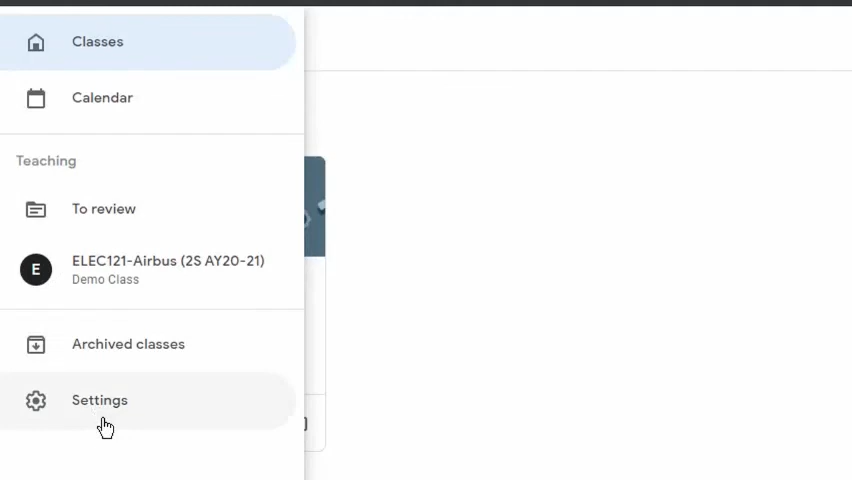 Classes
Calendar
Teaching
To review
E
ELEC121-Airbus (2S AY20-21)
Demo Class
Archived classes
Settings